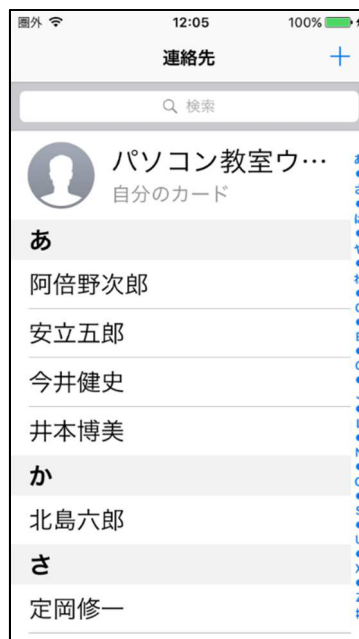 圏外 12:05 100%
連絡先
検索
パソコン教室ウ…
自分のカード
あ
阿倍野次郎
安立五郎
今井健史
井本博美
か
北島六郎
さ
定岡修一